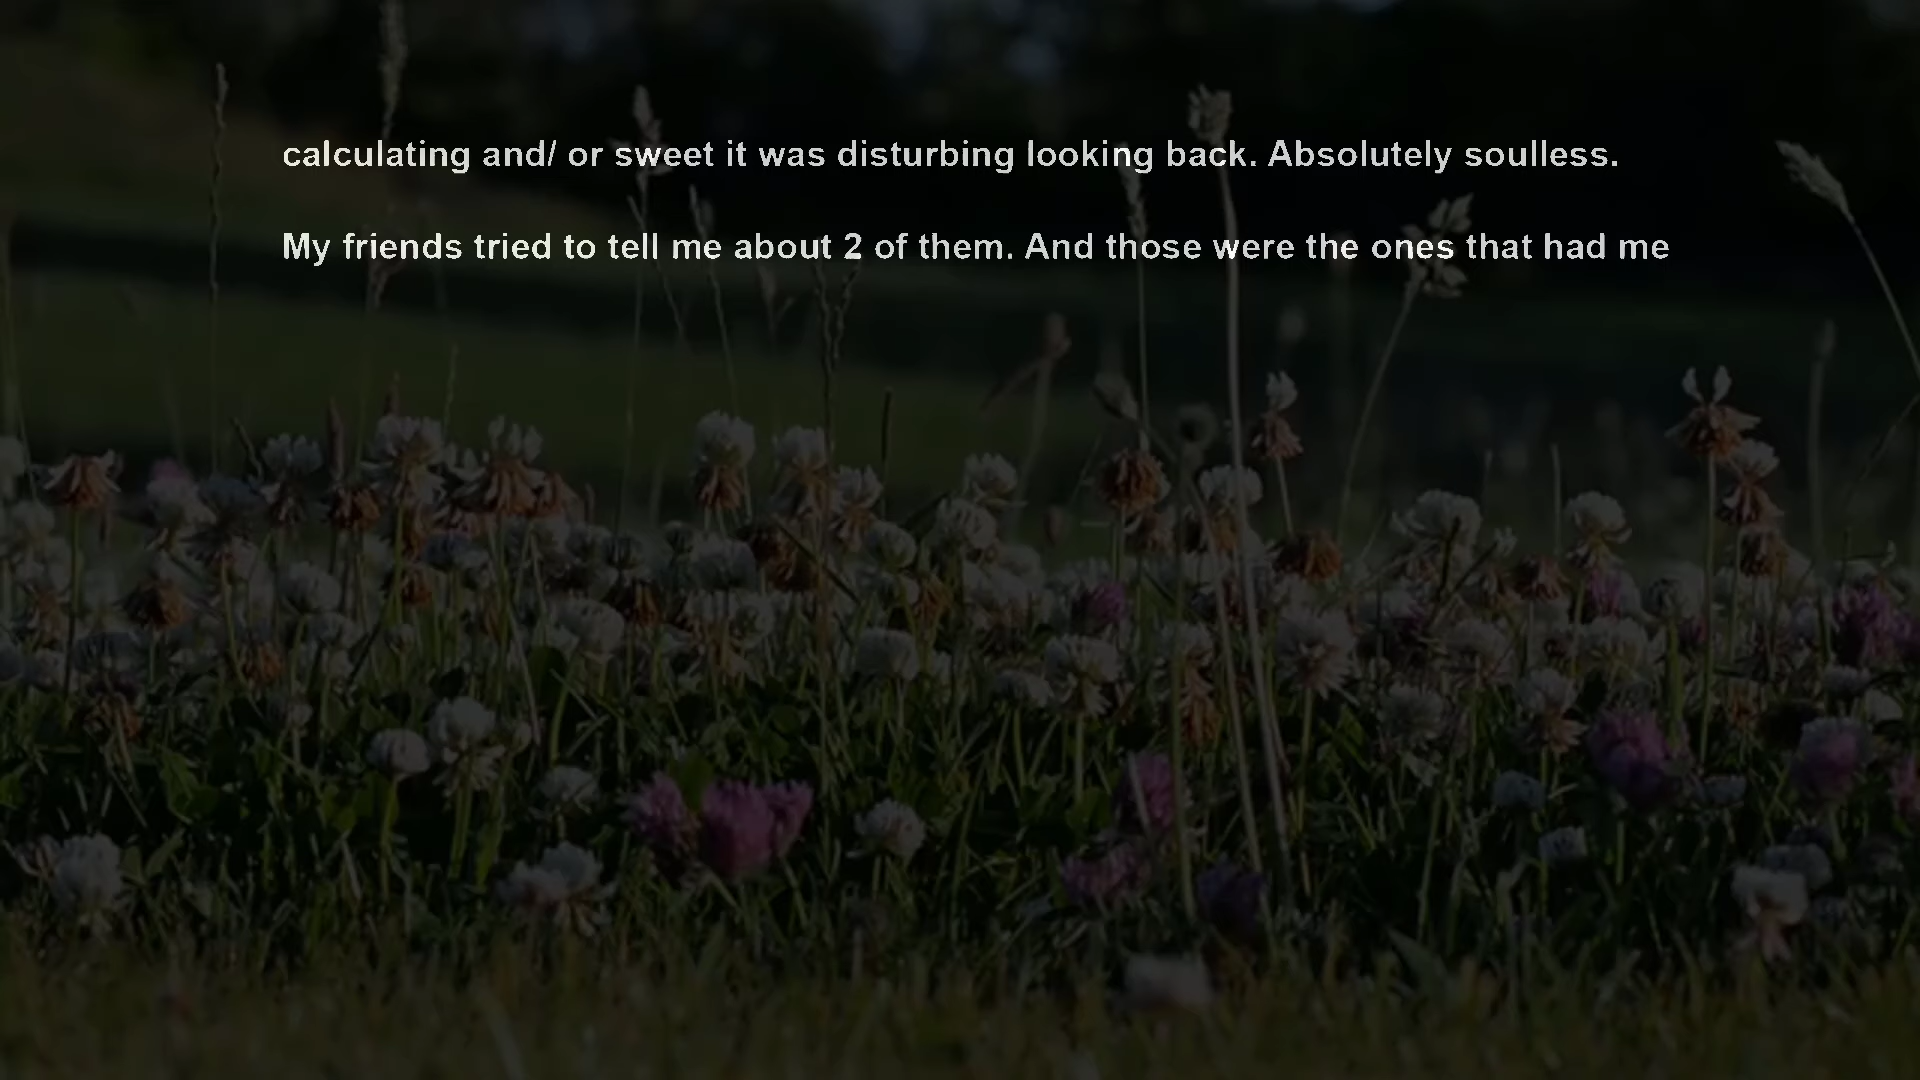 calculating and/ or sweet it was disturbing looking back. Absolutely soulless.
My friends tried to tell me about 2 of them. And those were the ones that had me